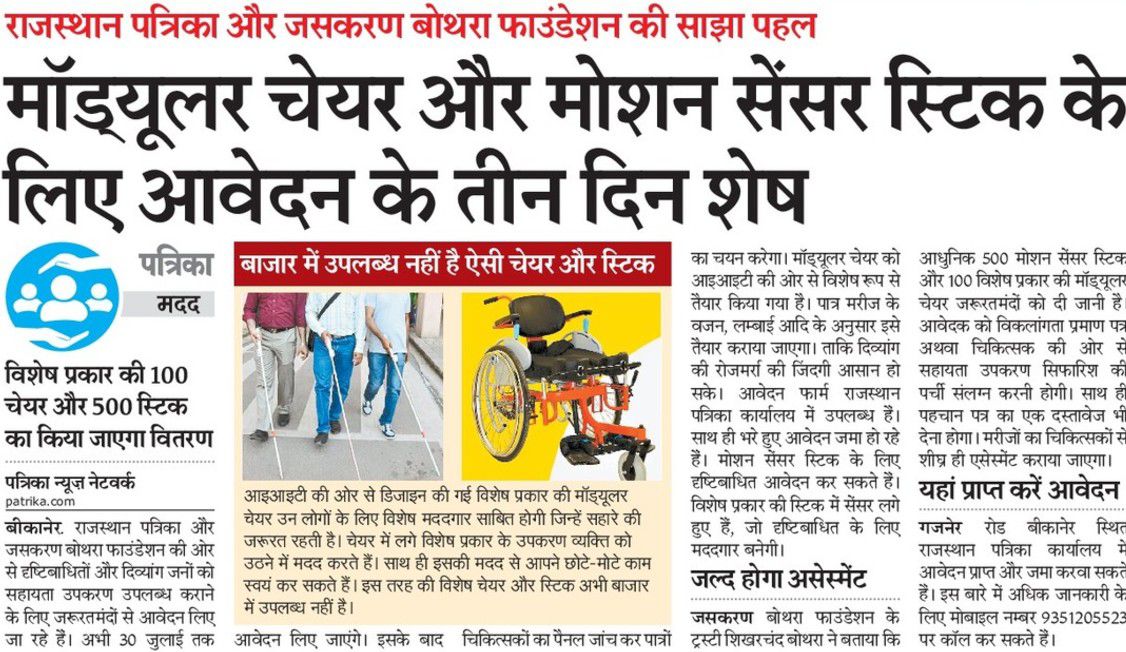 राजस्थान पत्रिका और जसकरण बोथरा फाउंडेशन की साझा पहल
मॉड्यूलर चेयर और मोशन सेंसर स्टिक के
लिए आवेदन के तीन दिन शेष
पत्रिका
मदद
विशेष प्रकार की 100
चेयर और 500 स्टिक
का किया जाएगा वितरण
पत्रिका न्यूज़ नेटवर्क
patrika.com
बीकानेर. राजस्थान पत्रिका और
जसकरण बोथरा फाउंडेशन की ओर
से दृष्टिबाधितों और दिव्यांग जनों को
सहायता उपकरण उपलब्ध कराने
के लिए जरूरतमंदों से आवेदन लिए
जा रहे हैं। अभी 30 जुलाई तक
बाजार में उपलब्ध नहीं है ऐसी चेयर और स्टिक
आइआइटी की ओर से डिजाइन की गई विशेष प्रकार की मॉड्यूलर
चेयर उन लोगों के लिए विशेष मददगार साबित होगी जिन्हें सहारे की
जरूरत रहती है। चेयर में लगे विशेष प्रकार के उपकरण व्यक्ति को
उठने में मदद करते हैं। साथ ही इसकी मदद से आपने छोटे-मोटे काम
स्वयं कर सकते हैं। इस तरह की विशेष चेयर और स्टिक अभी बाजार
में उपलब्ध नहीं है।
आवेदन लिए जाएंगे। इसके बाद
चिकित्सकों का पैनल जांच कर पात्रों
का चयन करेगा। मॉड्यूलर चेयर को
आइआइटी की ओर से विशेष रूप से
तैयार किया गया है। पात्र मरीज के
वजन, लम्बाई आदि के अनुसार इसे
तैयार कराया जाएगा। ताकि दिव्यांग
की रोजमर्रा की जिंदगी आसान हो
सके। आवेदन फार्म राजस्थान
पत्रिका कार्यालय में उपलब्ध हैं।
साथ ही भरे हुए आवेदन जमा हो रहे
हैं। मोशन सेंसर स्टिक के लिए
दृष्टिबाधित आवेदन कर सकते हैं।
विशेष प्रकार की स्टिक में सेंसर लगे
हुए हैं, जो दृष्टिबाधित के लिए
मददगार बनेगी।
जल्द होगा असेस्मेंट
जसकरण बोथरा फाउंडेशन के
ट्रस्टी शिखरचंद बोथरा ने बताया कि
आधुनिक 500 मोशन सेंसर स्टिक
और 100 विशेष प्रकार की मॉड्यूलर
चेयर जरूरतमंदों को दी जानी है।
आवेदक को विकलांगता प्रमाण पत्र
अथवा चिकित्सक की ओर से
सहायता उपकरण सिफारिश की
पर्ची संलग्न करनी होगी। साथ ही
पहचान पत्र का एक दस्तावेज भी
देना होगा। मरीजों का चिकित्सकों से
शीघ्र ही एसेस्मेंट कराया जाएगा।
यहां प्राप्त करें आवेदन
गजनेर रोड बीकानेर स्थित
राजस्थान पत्रिका कार्यालय में
आवेदन प्राप्त और जमा करवा सकते
हैं। इस बारे में अधिक जानकारी के
लिए मोबाइल नम्बर 9351205523
पर कॉल कर सकते हैं।